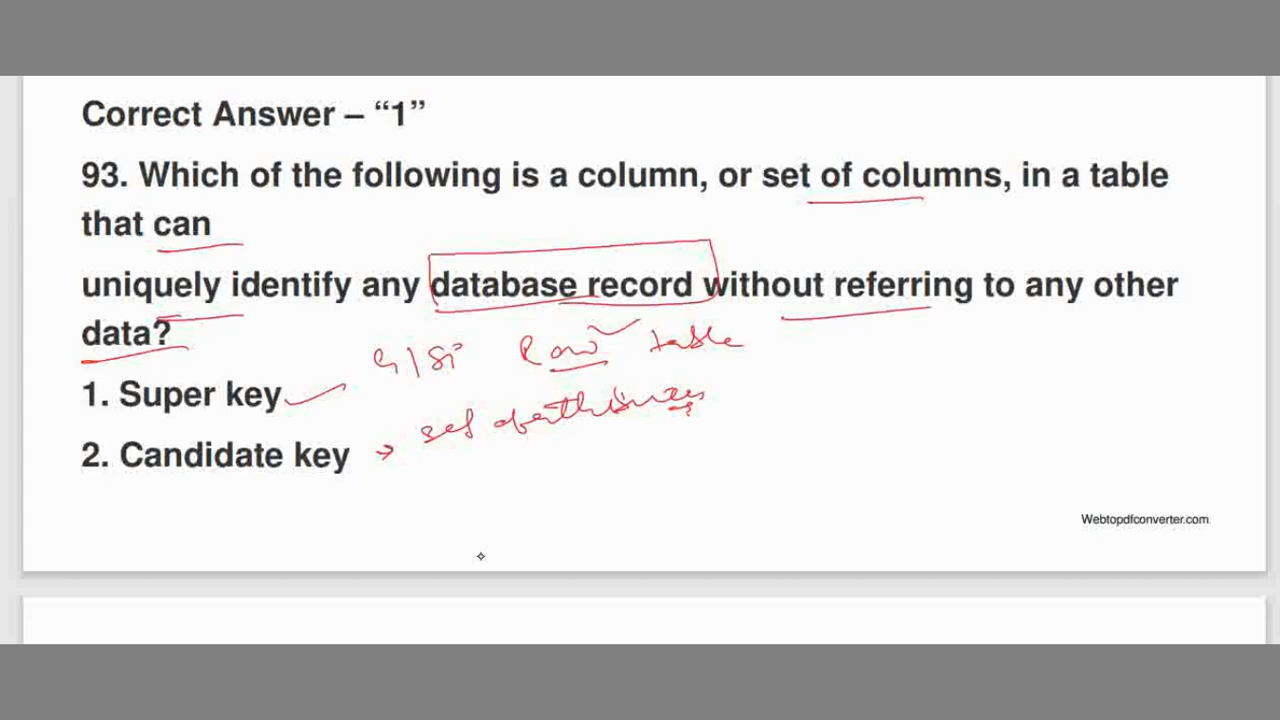 Correct Answer – “1”
93. Which of the following is a column, or set of columns, in a table
that can
uniquely identify any database record without referring to any other
data?
Row table
1. Super key
set
2. Candidate key
Webtopdfconverter.com